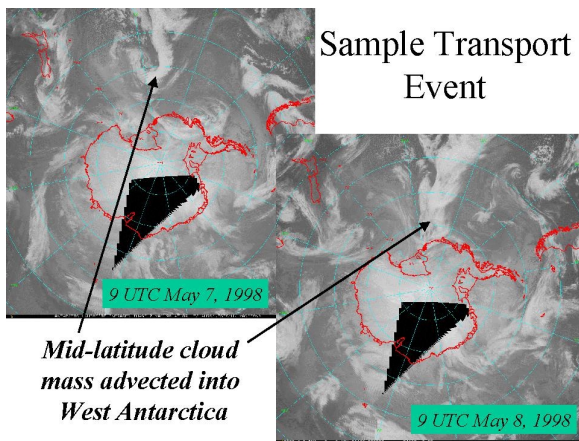 Sample Transport
Event
9 UTC May 7, 1998
Mid-latitude cloud
mass advected into
West Antarctica
9 UTC May 8, 1998